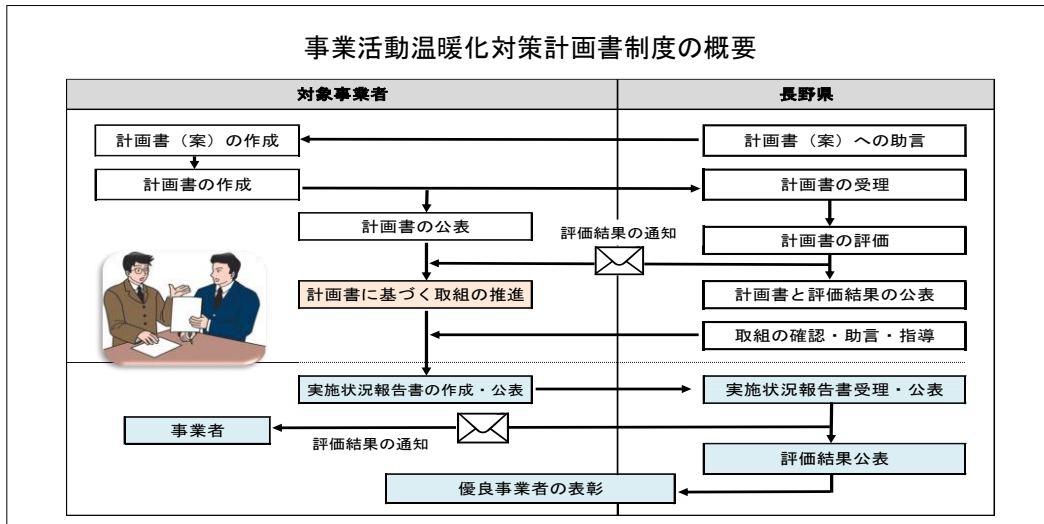 事業活動温暖化対策計画書制度の概要
対象事業者
長野県
計画書（案）の作成
計画書（案）への助言
計画書の作成
計画書の受理
計画書の公表
評価結果の通知
計画書の評価
計画書に基づく取組の推進
計画書と評価結果の公表
取組の確認・助言・指導
実施状況報告書の作成・公表
実施状況報告書受理・公表
事業者
評価結果の通知
評価結果公表
優良事業者の表彰